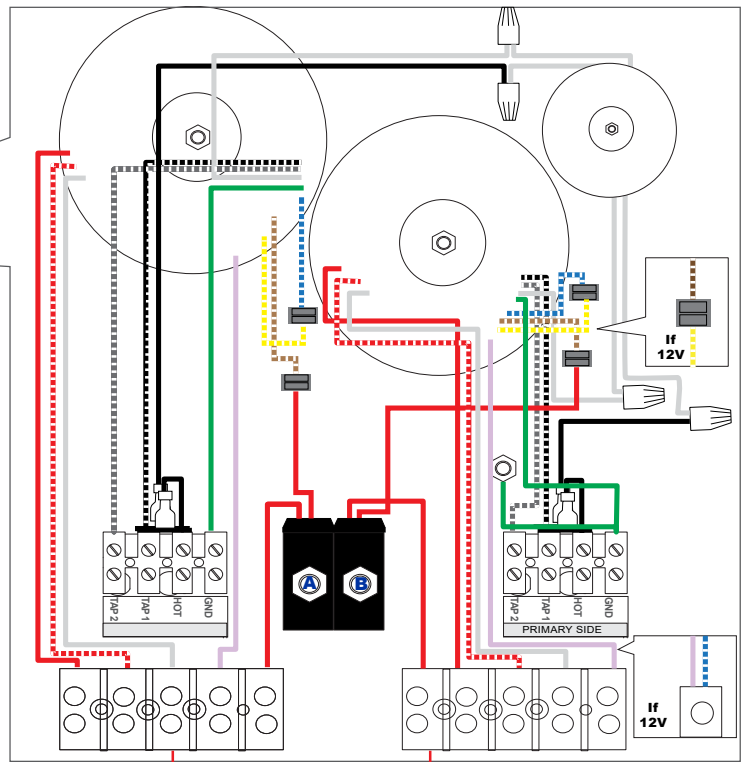 If
12V
A
B
TAP 2
TAP 1
HOT
GND
TAP 2
TAP 1
HOT
GND
PRIMARY SIDE
If
12V